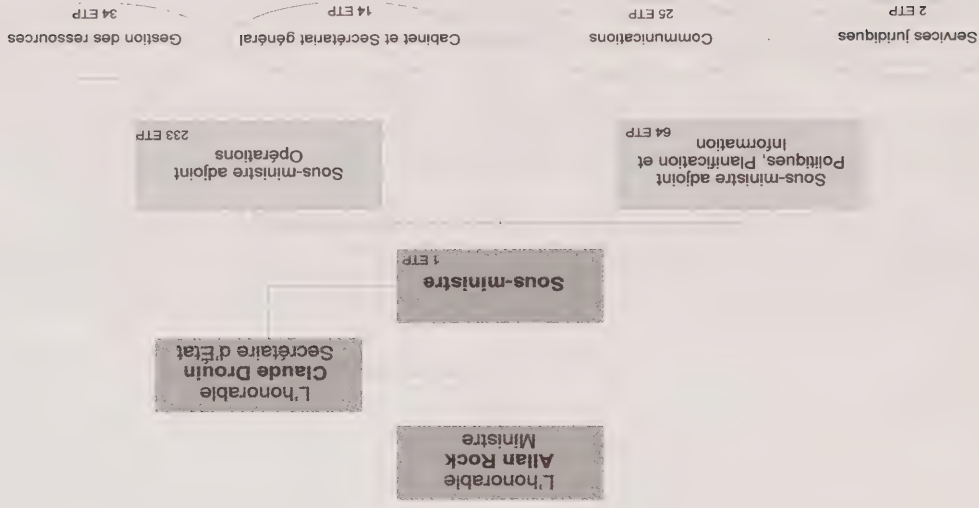 L'honorable
Allan Rock
Ministre
L'honorable
Claude Drouin
Secrétaire d'État
Sous-ministre
1 ETP
Sous-ministre adjoint
Politiques, Planification et
Information
64 ETP
Sous-ministre adjoint
Opérations
233 ETP
Services juridiques
2 ETP
Communications
25 ETP
Cabinet et Secrétariat général
14 ETP
Gestion des ressources
34 ETP